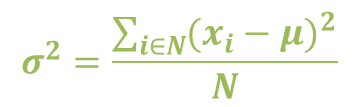 σ² = ∑i∈N(xi − μ)² / N